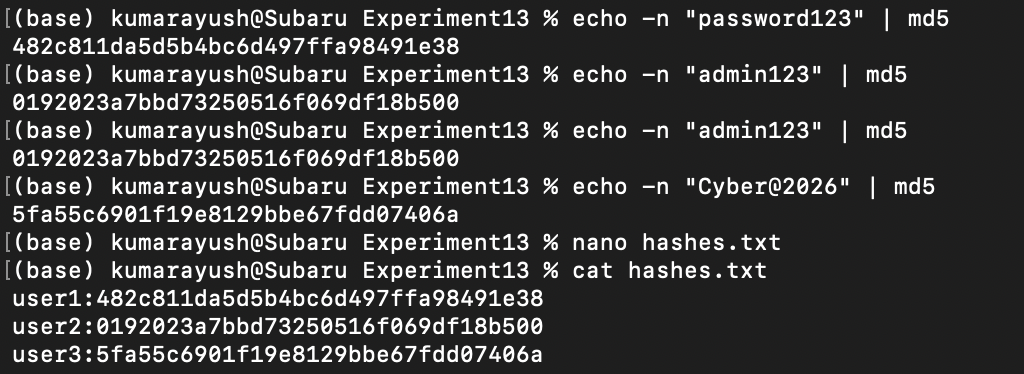 [(base) kumarayush@Subaru Experiment13 % echo -n "password123" | md5
482c811da5d5b4bc6d497ffa98491e38
[(base) kumarayush@Subaru Experiment13 % echo -n "admin123" | md5
0192023a7bbd73250516f069df18b500
[(base) kumarayush@Subaru Experiment13 % echo -n "admin123" | md5
0192023a7bbd73250516f069df18b500
[(base) kumarayush@Subaru Experiment13 % echo -n "Cyber@2026" | md5
5fa55c6901f19e8129bbe67fdd07406a
[(base) kumarayush@Subaru Experiment13 % nano hashes.txt
[(base) kumarayush@Subaru Experiment13 % cat hashes.txt
user1:482c811da5d5b4bc6d497ffa98491e38
user2:0192023a7bbd73250516f069df18b500
user3:5fa55c6901f19e8129bbe67fdd07406a